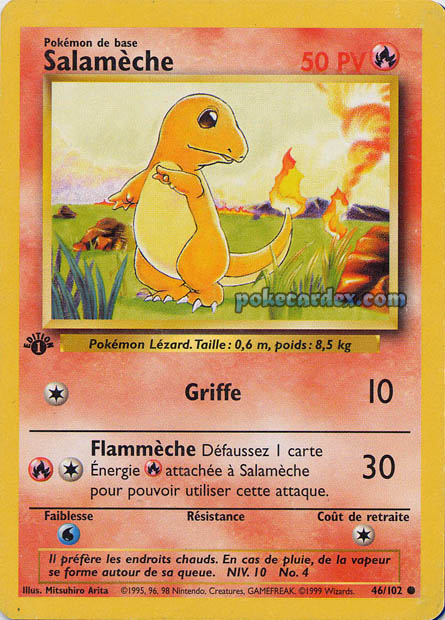 Pokémon de base
Salamèche
50 PV
pokecardex.com
Pokémon Lézard. Taille : 0,6 m, poids : 8,5 kg
EDITION
1
Griffe 10
Flammèche Défaussez 1 carte
Énergie attachée à Salamèche
pour pouvoir utiliser cette attaque.
30
Faiblesse Résistance Coût de retraite
Il préfère les endroits chauds. En cas de pluie, de la vapeur
se forme autour de sa queue. NIV. 10 No. 4
Illus. Mitsuhiro Arita ©1995, 96, 98 Nintendo, Creatures, GAMEFREAK. ©1999 Wizards. 46/102